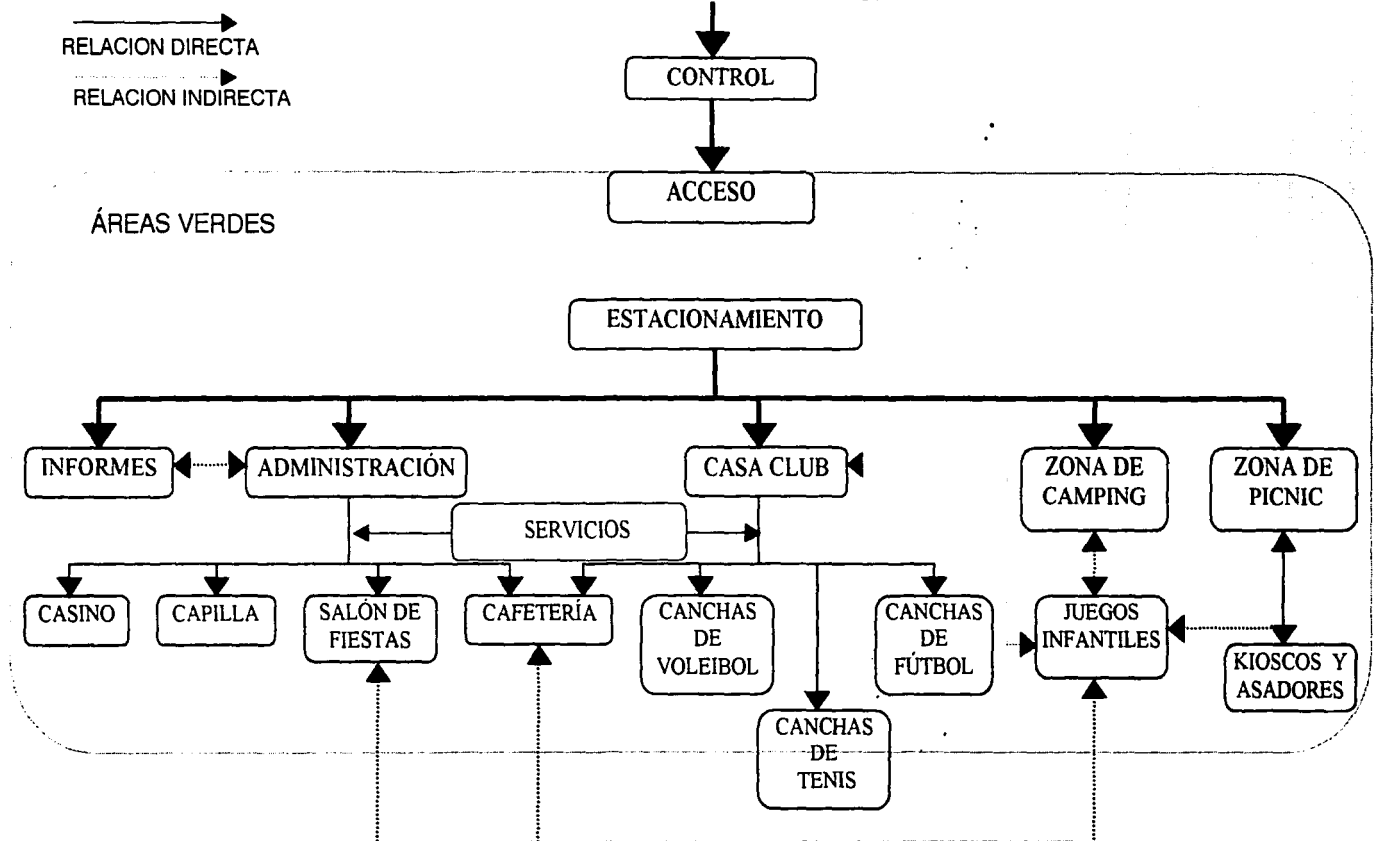 RELACION DIRECTA
RELACION INDIRECTA
CONTROL
ACCESO
ÁREAS VERDES
ESTACIONAMIENTO
INFORMES
ADMINISTRACIÓN
CASA CLUB
ZONA DE
CAMPING
ZONA DE
PICNIC
SERVICIOS
CASINO
CAPILLA
SALÓN DE
FIESTAS
CAFETERÍA
CANCHAS
DE
VOLEIBOL
CANCHAS
DE
FÚTBOL
JUEGOS
INFANTILES
KIOSCOS Y
ASADORES
CANCHAS
DE
TENIS